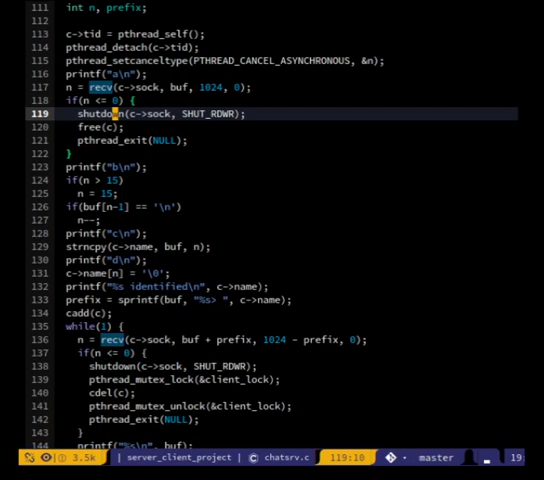 111 int n, prefix;
112
113 c->tid = pthread_self();
114 pthread_detach(c->tid);
115 pthread_setcanceltype(PTHREAD_CANCEL_ASYNCHRONOUS, &n);
116 printf("a\n");
117 n = recv(c->sock, buf, 1024, 0);
118 if(n <= 0) {
119 shutdown(c->sock, SHUT_RDWR);
120 free(c);
121 pthread_exit(NULL);
122 }
123 printf("b\n");
124 if(n > 15)
125 n = 15;
126 if(buf[n-1] == '\n')
127 n--;
128 printf("c\n");
129 strncpy(c->name, buf, n);
130 printf("d\n");
131 c->name[n] = '\0';
132 printf("%s identified\n", c->name);
133 prefix = sprintf(buf, "%s> ", c->name);
134 cadd(c);
135 while(1) {
136 n = recv(c->sock, buf + prefix, 1024 - prefix, 0);
137 if(n <= 0) {
138 shutdown(c->sock, SHUT_RDWR);
139 pthread_mutex_lock(&client_lock);
140 cdel(c);
141 pthread_mutex_unlock(&client_lock);
142 pthread_exit(NULL);
143 }
144 printf("%s\n", buf);
3.5k | server_client_project | chatsrv.c 119:10 master 19: